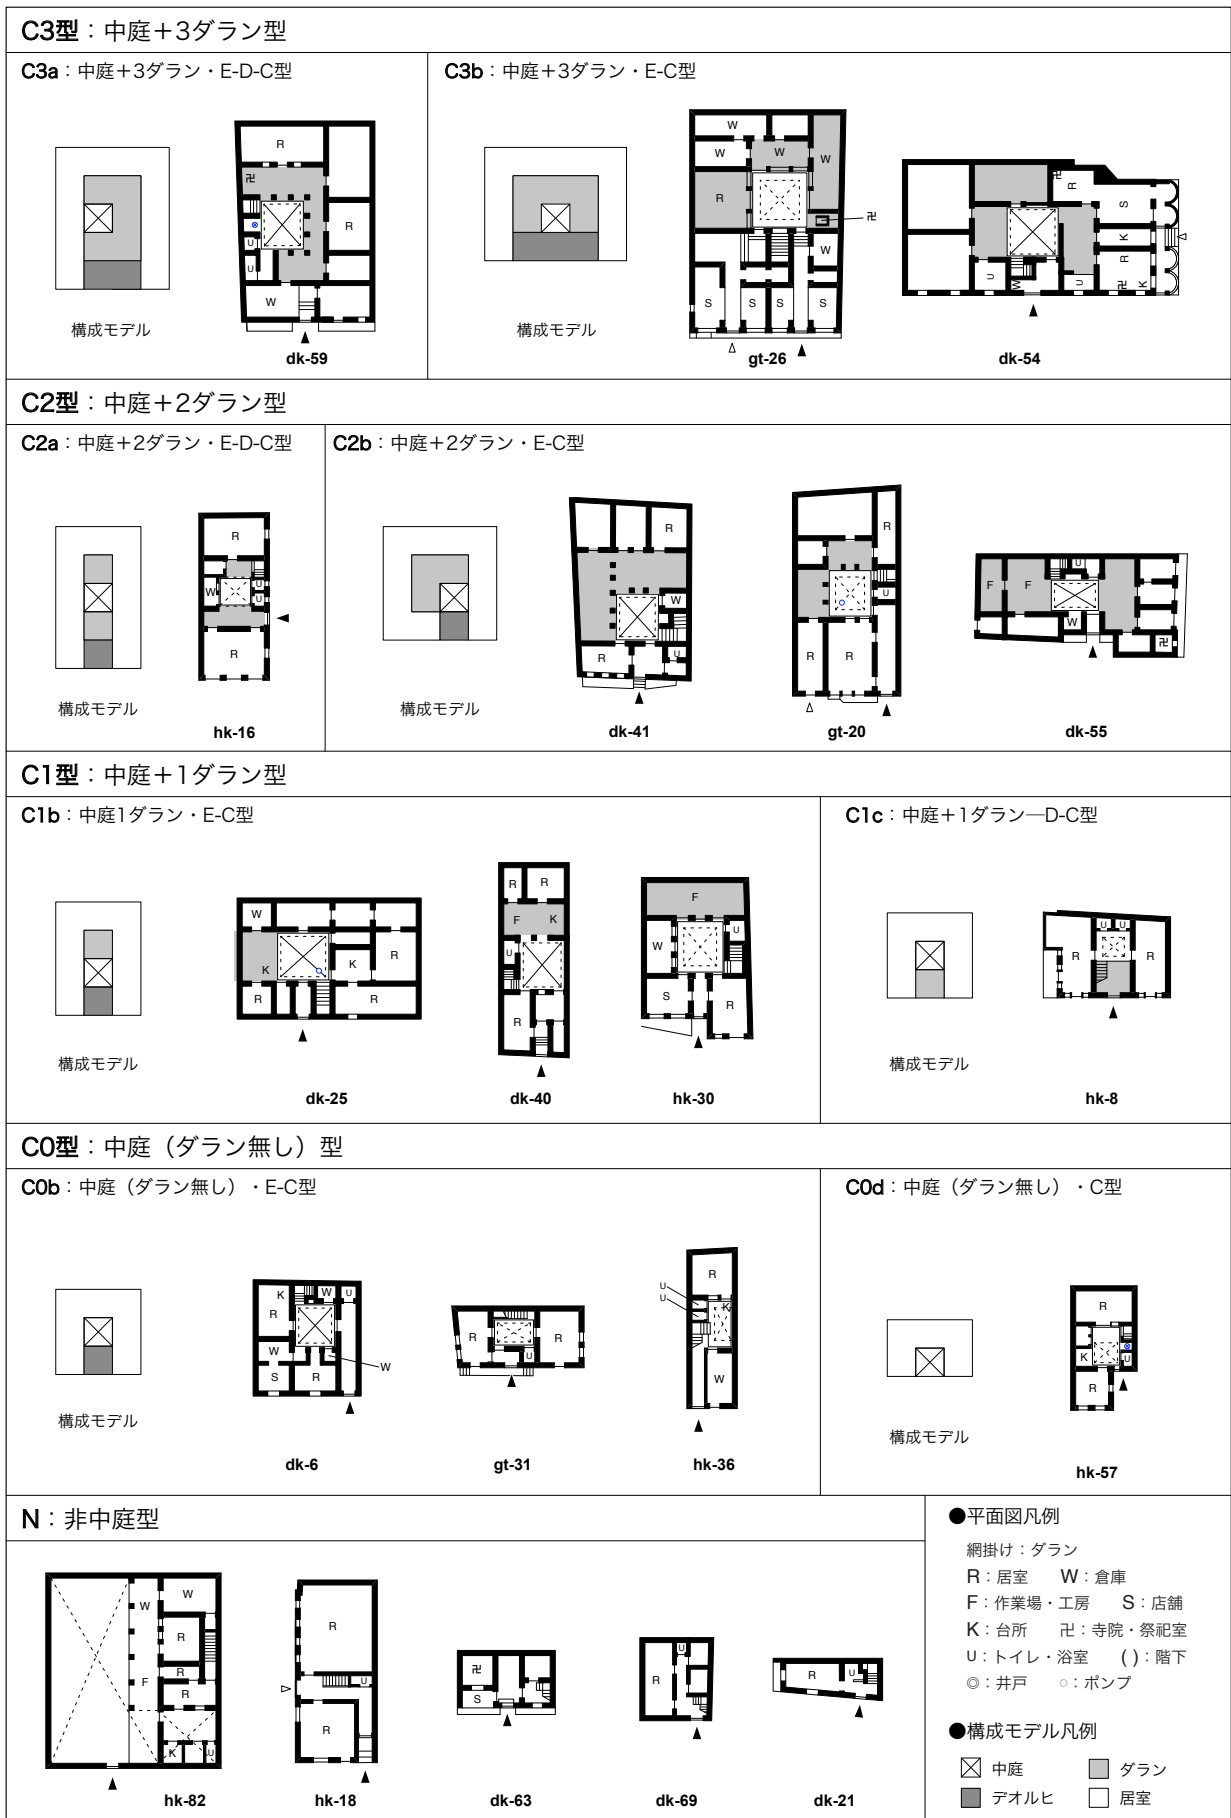 C3型：中庭＋3ダラン型
C3a：中庭＋3ダラン・E-D-C型
R
卍
R
U
U
W
構成モデル
dk-59
C3b：中庭＋3ダラン・E-C型
W
W
W
W
R
卍
W
S
S
S
S
構成モデル
gt-26
卍
R
S
K
R
U
W
U
卍
K
dk-54
C2型：中庭＋2ダラン型
C2a：中庭＋2ダラン・E-D-C型
R
W
U
U
R
構成モデル
hk-16
C2b：中庭＋2ダラン・E-C型
構成モデル
R
W
R
U
dk-41
R
U
R
R
gt-20
F
F
U
W
卍
dk-55
C1型：中庭＋1ダラン型
C1b：中庭1ダラン・E-C型
構成モデル
W
K
K
R
R
R
dk-25
R
R
F
K
U
R
dk-40
F
W
U
S
R
hk-30
C1c：中庭＋1ダラン―D-C型
構成モデル
U
U
R
R
hk-8
C0型：中庭（ダラン無し）型
C0b：中庭（ダラン無し）・E-C型
構成モデル
K
W
U
R
W
W
S
R
dk-6
R
R
U
gt-31
R
U
U
K
W
hk-36
C0d：中庭（ダラン無し）・C型
構成モデル
R
K
U
R
hk-57
N：非中庭型
W
W
R
F
R
R
K
U
hk-82
R
U
R
hk-18
卍
S
dk-63
U
R
dk-69
R
U
dk-21
●平面図凡例
網掛け：ダラン
R：居室 W：倉庫
F：作業場・工房 S：店舗
K：台所 卍：寺院・祭祀室
U：トイレ・浴室 ( )：階下
◎：井戸 ○：ポンプ
●構成モデル凡例
中庭 ダラン
デオルヒ 居室